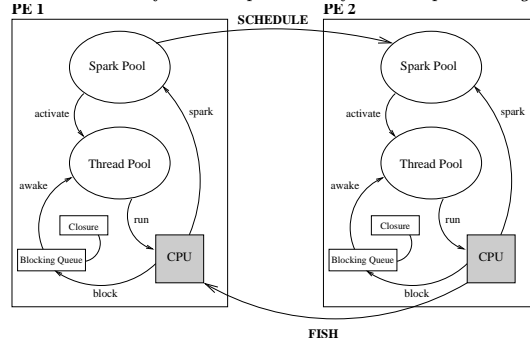 PE 1
SCHEDULE
PE 2
Spark Pool
activate
spark
Thread Pool
awake
run
Closure
Blocking Queue
CPU
block
Spark Pool
activate
spark
Thread Pool
awake
run
Closure
Blocking Queue
CPU
block
FISH